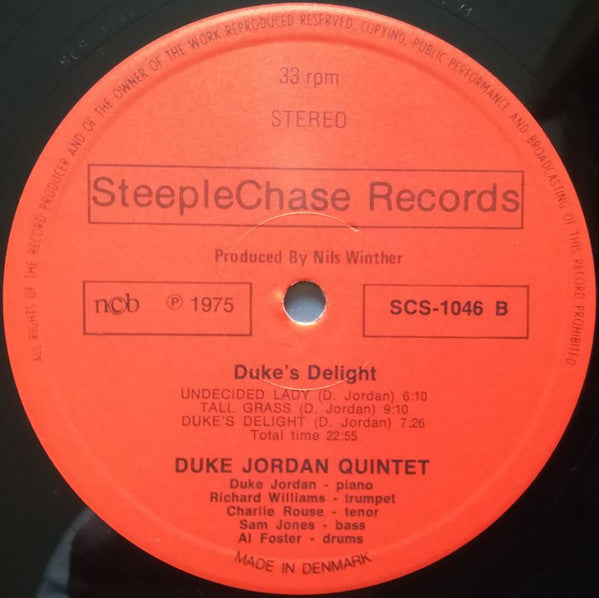 ALL RIGHTS OF THE RECORD PRODUCER AND OF THE OWNER OF THE WORK REPRODUCED RESERVED. COPYING, PUBLIC PERFORMANCE AND BROADCASTING OF THIS RECORD PROHIBITED
33 rpm
STEREO
SteepleChase Records
Produced By Nils Winther
ncb ℗ 1975
SCS-1046 B
Duke's Delight
UNDECIDED LADY (D. Jordan) 6:10
TALL GRASS (D. Jordan) 9:10
DUKE'S DELIGHT (D. Jordan) 7:26
Total time 22:55
DUKE JORDAN QUINTET
Duke Jordan - piano
Richard Williams - trumpet
Charlie Rouse - tenor
Sam Jones - bass
Al Foster - drums
MADE IN DENMARK